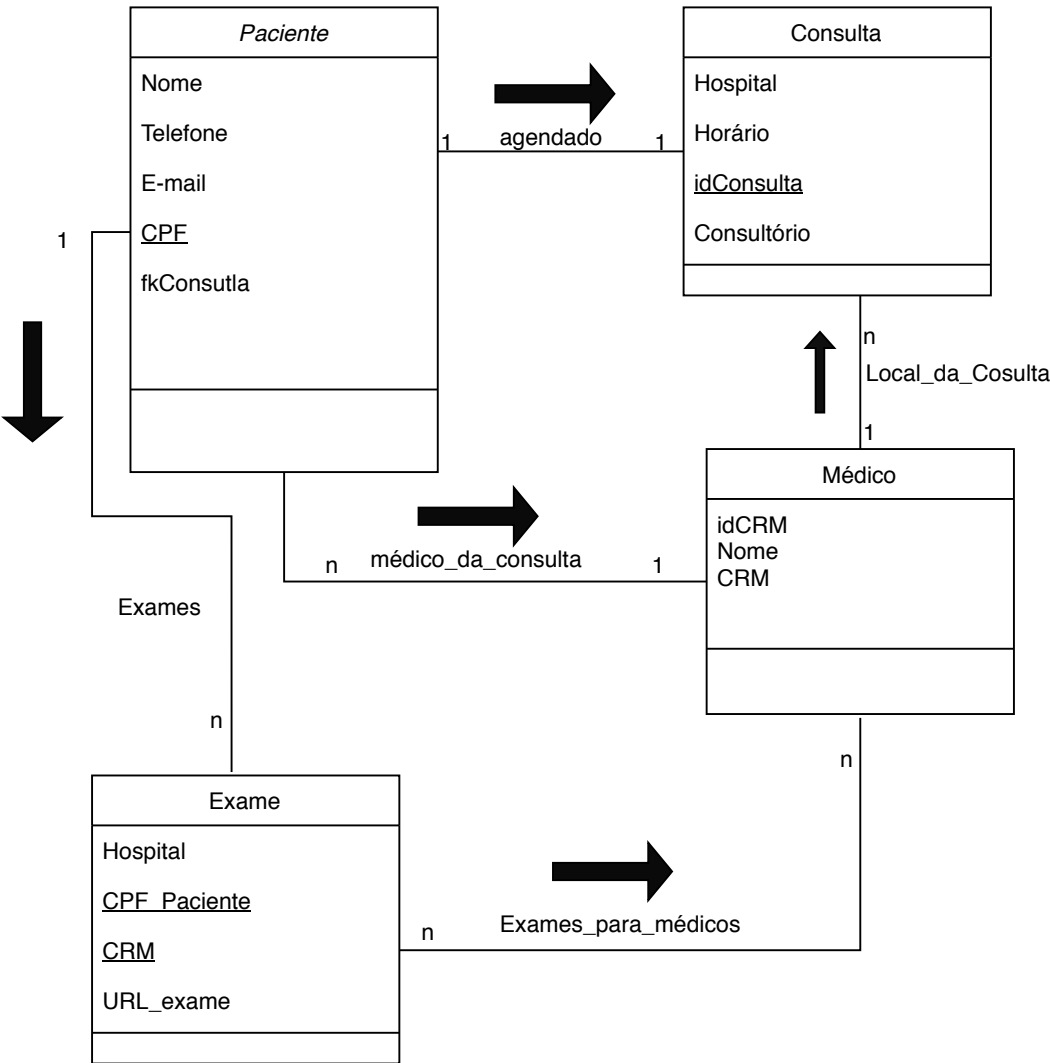 Paciente
Nome
Telefone
E-mail
CPF
fkConsutla
1
agendado
1
Consulta
Hospital
Horário
idConsulta
Consultório
n
Local_da_Cosulta
1
Médico
idCRM
Nome
CRM
n
médico_da_consulta
1
1
Exames
n
Exame
Hospital
CPF_Paciente
CRM
URL_exame
n
Exames_para_médicos
n